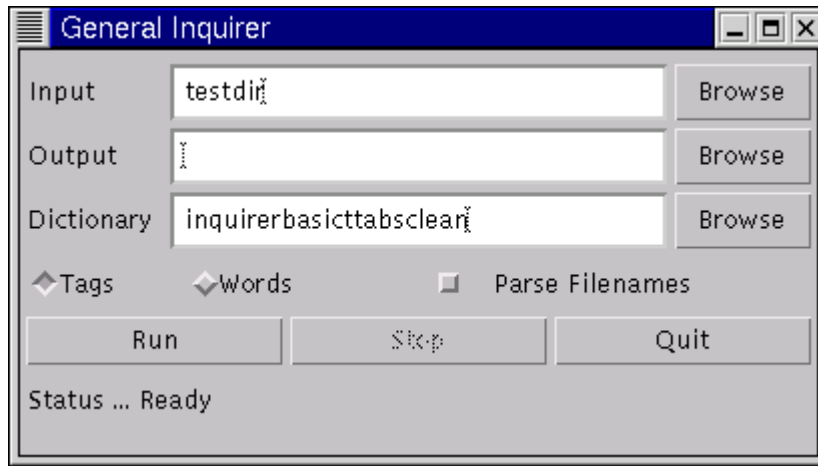 General Inquirer
Input testdir Browse
Output Browse
Dictionary inquirerbasicttabsclean Browse
Tags Words Parse Filenames
Run Stop Quit
Status ... Ready